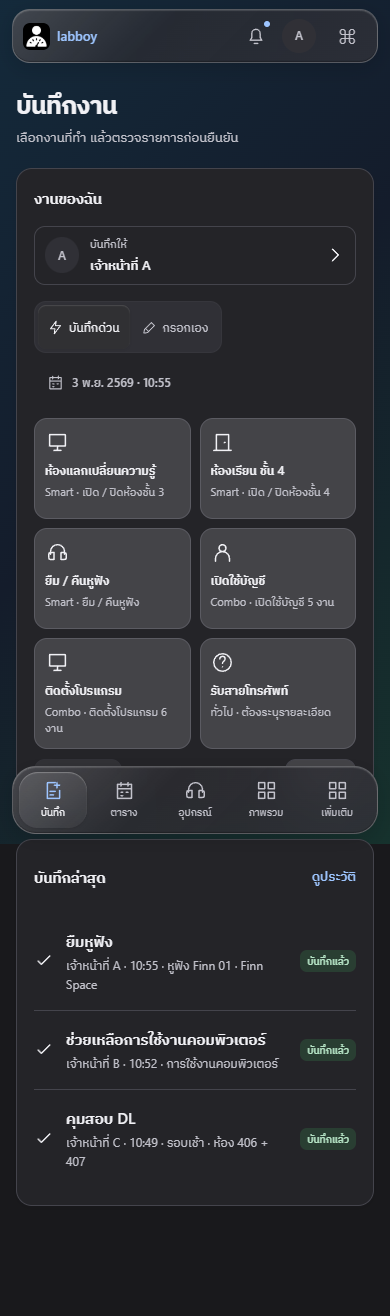 labboy
A
บันทึกงาน
เลือกงานที่ทำ แล้วตรวจรายการก่อนยืนยัน
งานของฉัน
A
บันทึกให้
เจ้าหน้าที่ A
บันทึกด่วน
กรอกเอง
3 พ.ย. 2569 · 10:55
ห้องแลกเปลี่ยนความรู้
Smart · เปิด / ปิดห้องชั้น 3
ห้องเรียน ชั้น 4
Smart · เปิด / ปิดห้องชั้น 4
ยืม / คืนหูฟัง
Smart · ยืม / คืนหูฟัง
เปิดใช้บัญชี
Combo · เปิดใช้บัญชี 5 งาน
ติดตั้งโปรแกรม
Combo · ติดตั้งโปรแกรม 6
งาน
รับสายโทรศัพท์
ทั่วไป · ต้องระบุรายละเอียด
บันทึก
ตาราง
อุปกรณ์
ภาพรวม
เพิ่มเติม
บันทึกล่าสุด
ดูประวัติ
ยืมหูฟัง
เจ้าหน้าที่ A · 10:55 · หูฟัง Finn 01 · Finn
Space
บันทึกแล้ว
ช่วยเหลือการใช้งานคอมพิวเตอร์
เจ้าหน้าที่ B · 10:52 · การใช้งานคอมพิวเตอร์
บันทึกแล้ว
คุมสอบ DL
เจ้าหน้าที่ C · 10:49 · รอบเช้า · ห้อง 406 +
407
บันทึกแล้ว